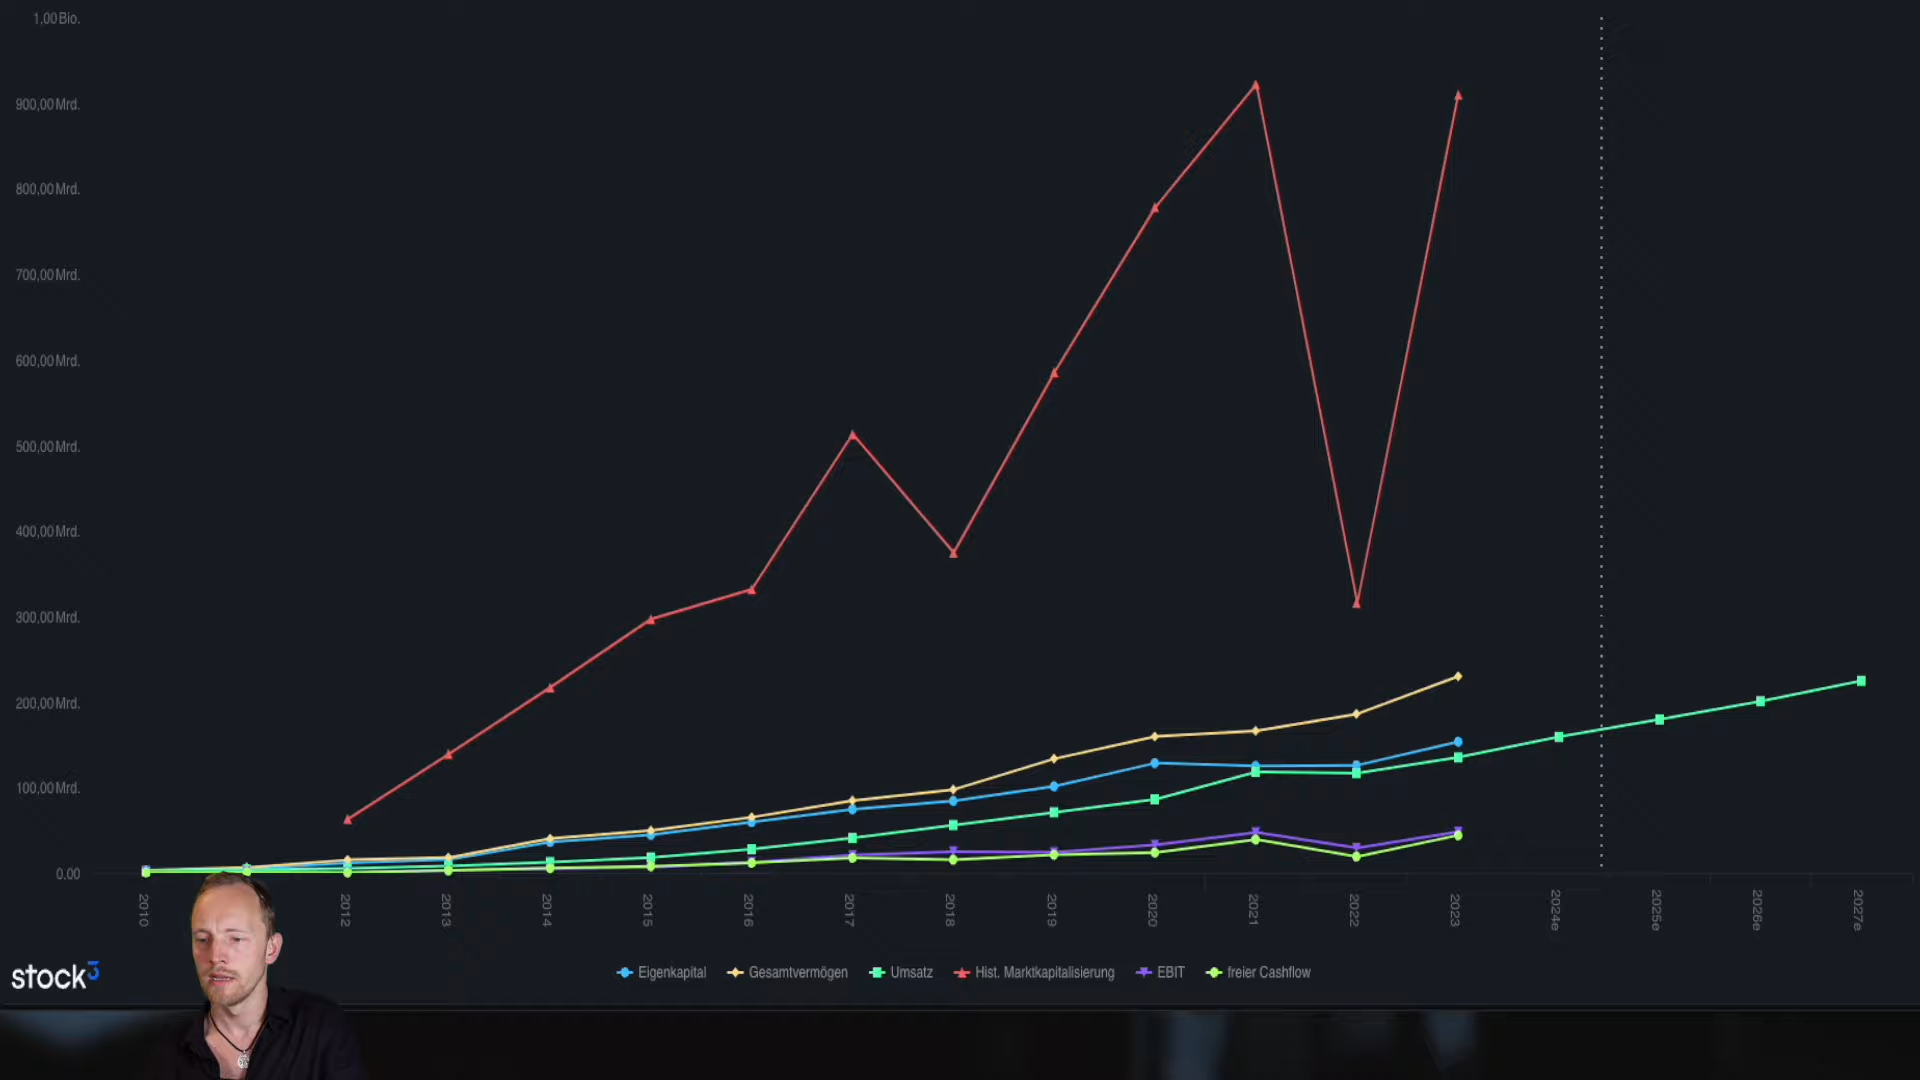 1,00 Bio.
900,00 Mrd.
800,00 Mrd.
700,00 Mrd.
600,00 Mrd.
500,00 Mrd.
400,00 Mrd.
300,00 Mrd.
200,00 Mrd.
100,00 Mrd.
0.00
2010
2012
2013
2014
2015
2016
2017
2018
2019
2020
2021
2022
2023
2024e
2025e
2026e
2027e
Eigenkapital
Gesamtvermögen
Umsatz
Hist. Marktkapitalisierung
EBIT
freier Cashflow
stock3